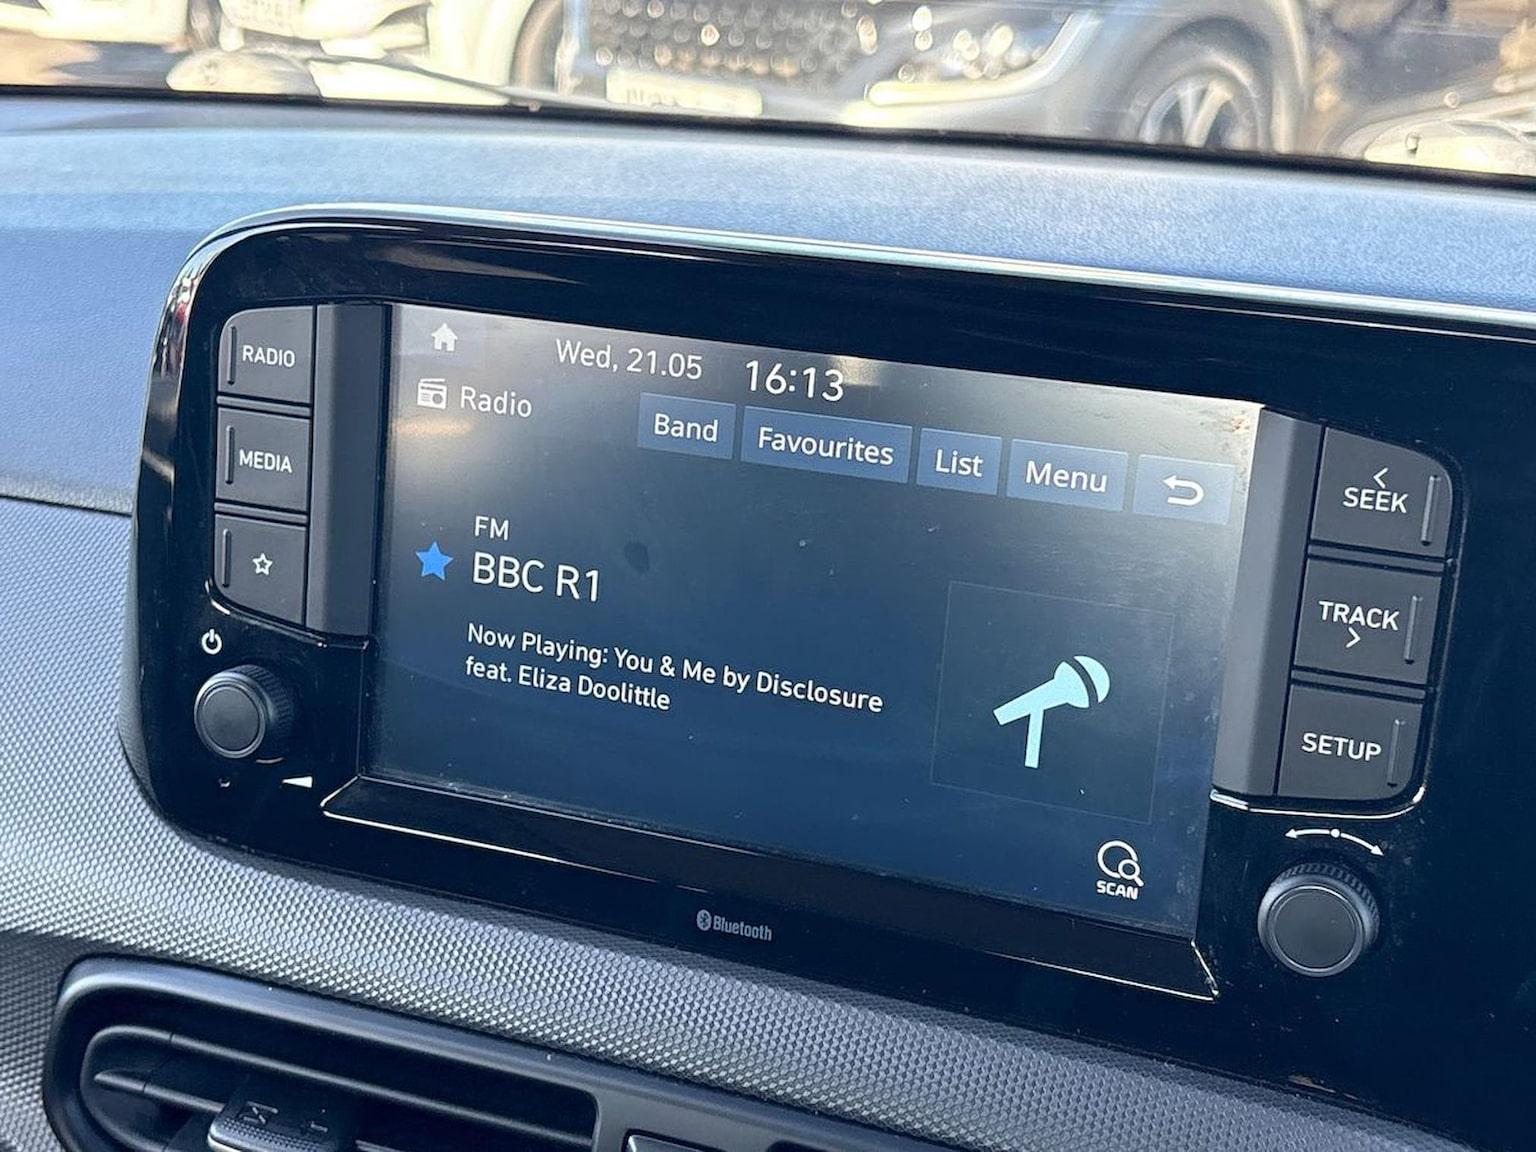 RADIO
MEDIA
Wed, 21.05 16:13
Radio
Band Favourites List Menu
FM
BBC R1
Now Playing: You & Me by Disclosure
feat. Eliza Doolittle
SCAN
SEEK
TRACK
SETUP
Bluetooth